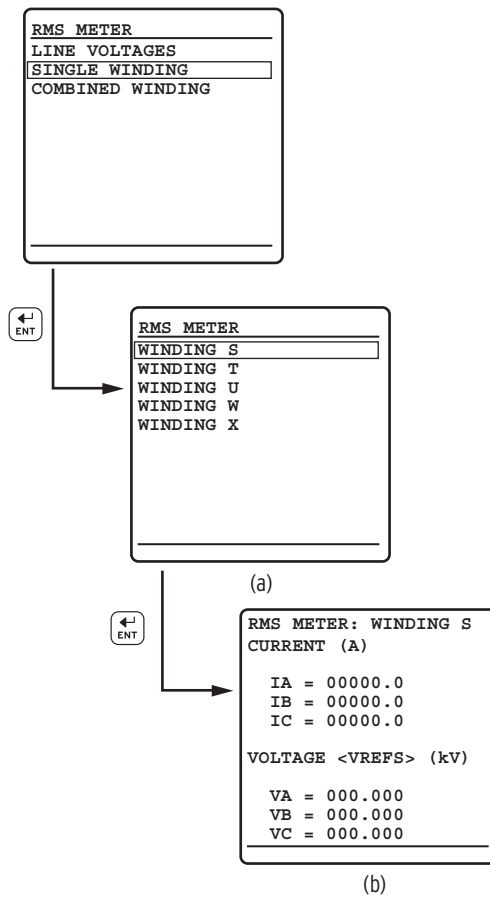 RMS METER
LINE VOLTAGES
SINGLE WINDING
COMBINED WINDING
ENT
RMS METER
WINDING S
WINDING T
WINDING U
WINDING W
WINDING X
(a)
ENT
RMS METER: WINDING S
CURRENT (A)
IA = 00000.0
IB = 00000.0
IC = 00000.0
VOLTAGE <VREFS> (kV)
VA = 000.000
VB = 000.000
VC = 000.000
(b)